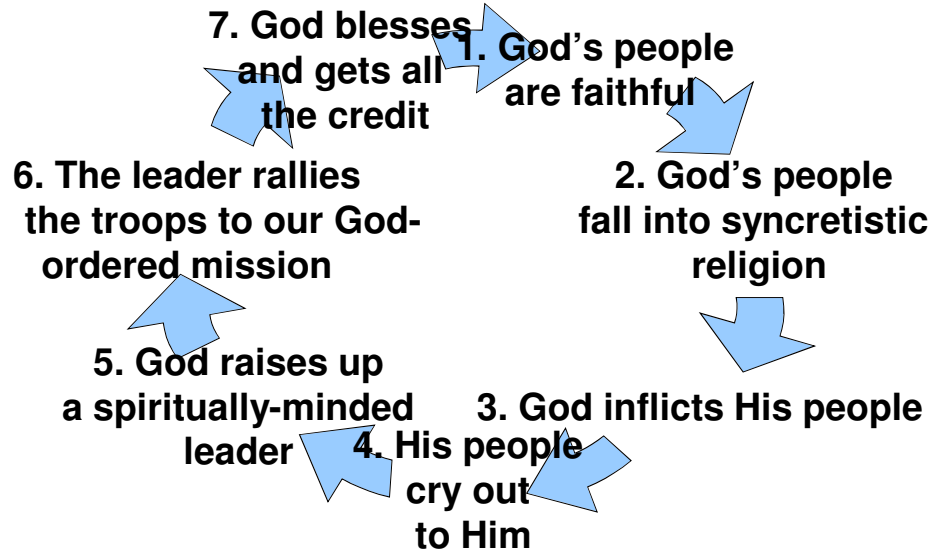 1. God’s people
are faithful
2. God’s people
fall into syncretistic
religion
3. God inflicts His people
4. His people
cry out
to Him
5. God raises up
a spiritually-minded
leader
6. The leader rallies
the troops to our God-
ordered mission
7. God blesses
and gets all
the credit